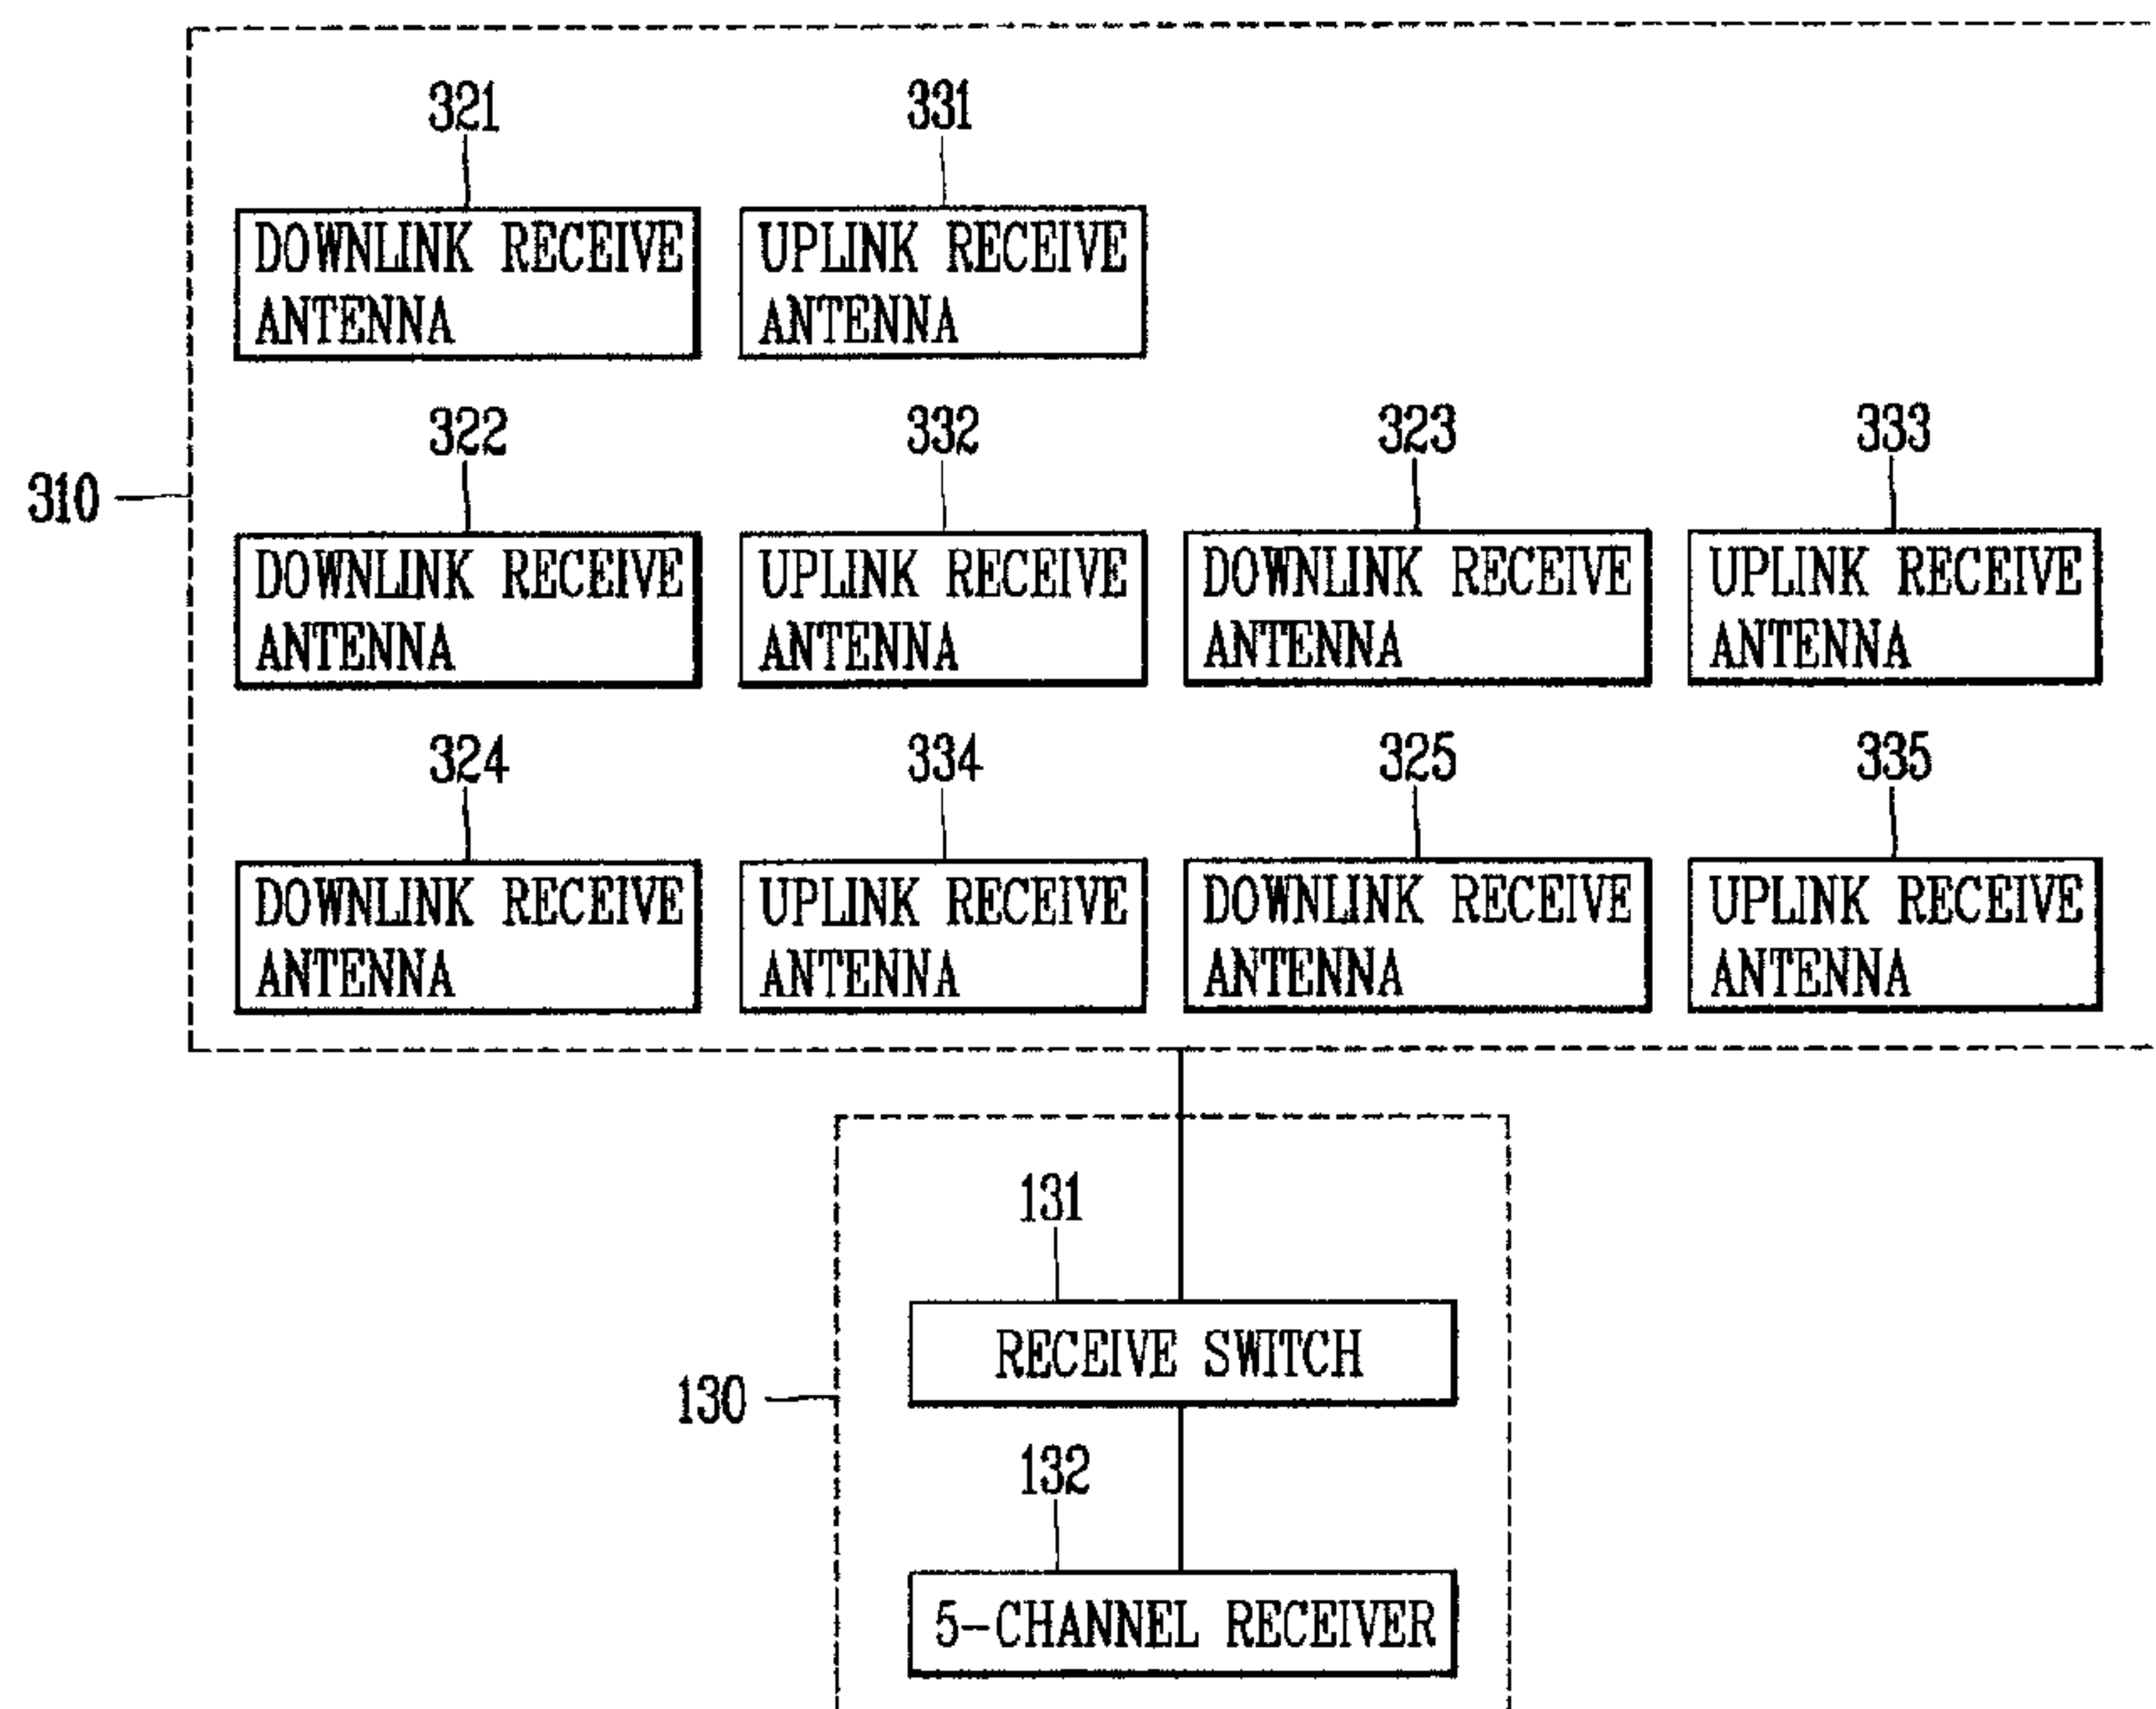 321 331
DOWNLINK RECEIVE ANTENNA
UPLINK RECEIVE ANTENNA
322 332 323 333
310
DOWNLINK RECEIVE ANTENNA
UPLINK RECEIVE ANTENNA
DOWNLINK RECEIVE ANTENNA
UPLINK RECEIVE ANTENNA
324 334 325 335
DOWNLINK RECEIVE ANTENNA
UPLINK RECEIVE ANTENNA
DOWNLINK RECEIVE ANTENNA
UPLINK RECEIVE ANTENNA
131
RECEIVE SWITCH
130
132
5-CHANNEL RECEIVER